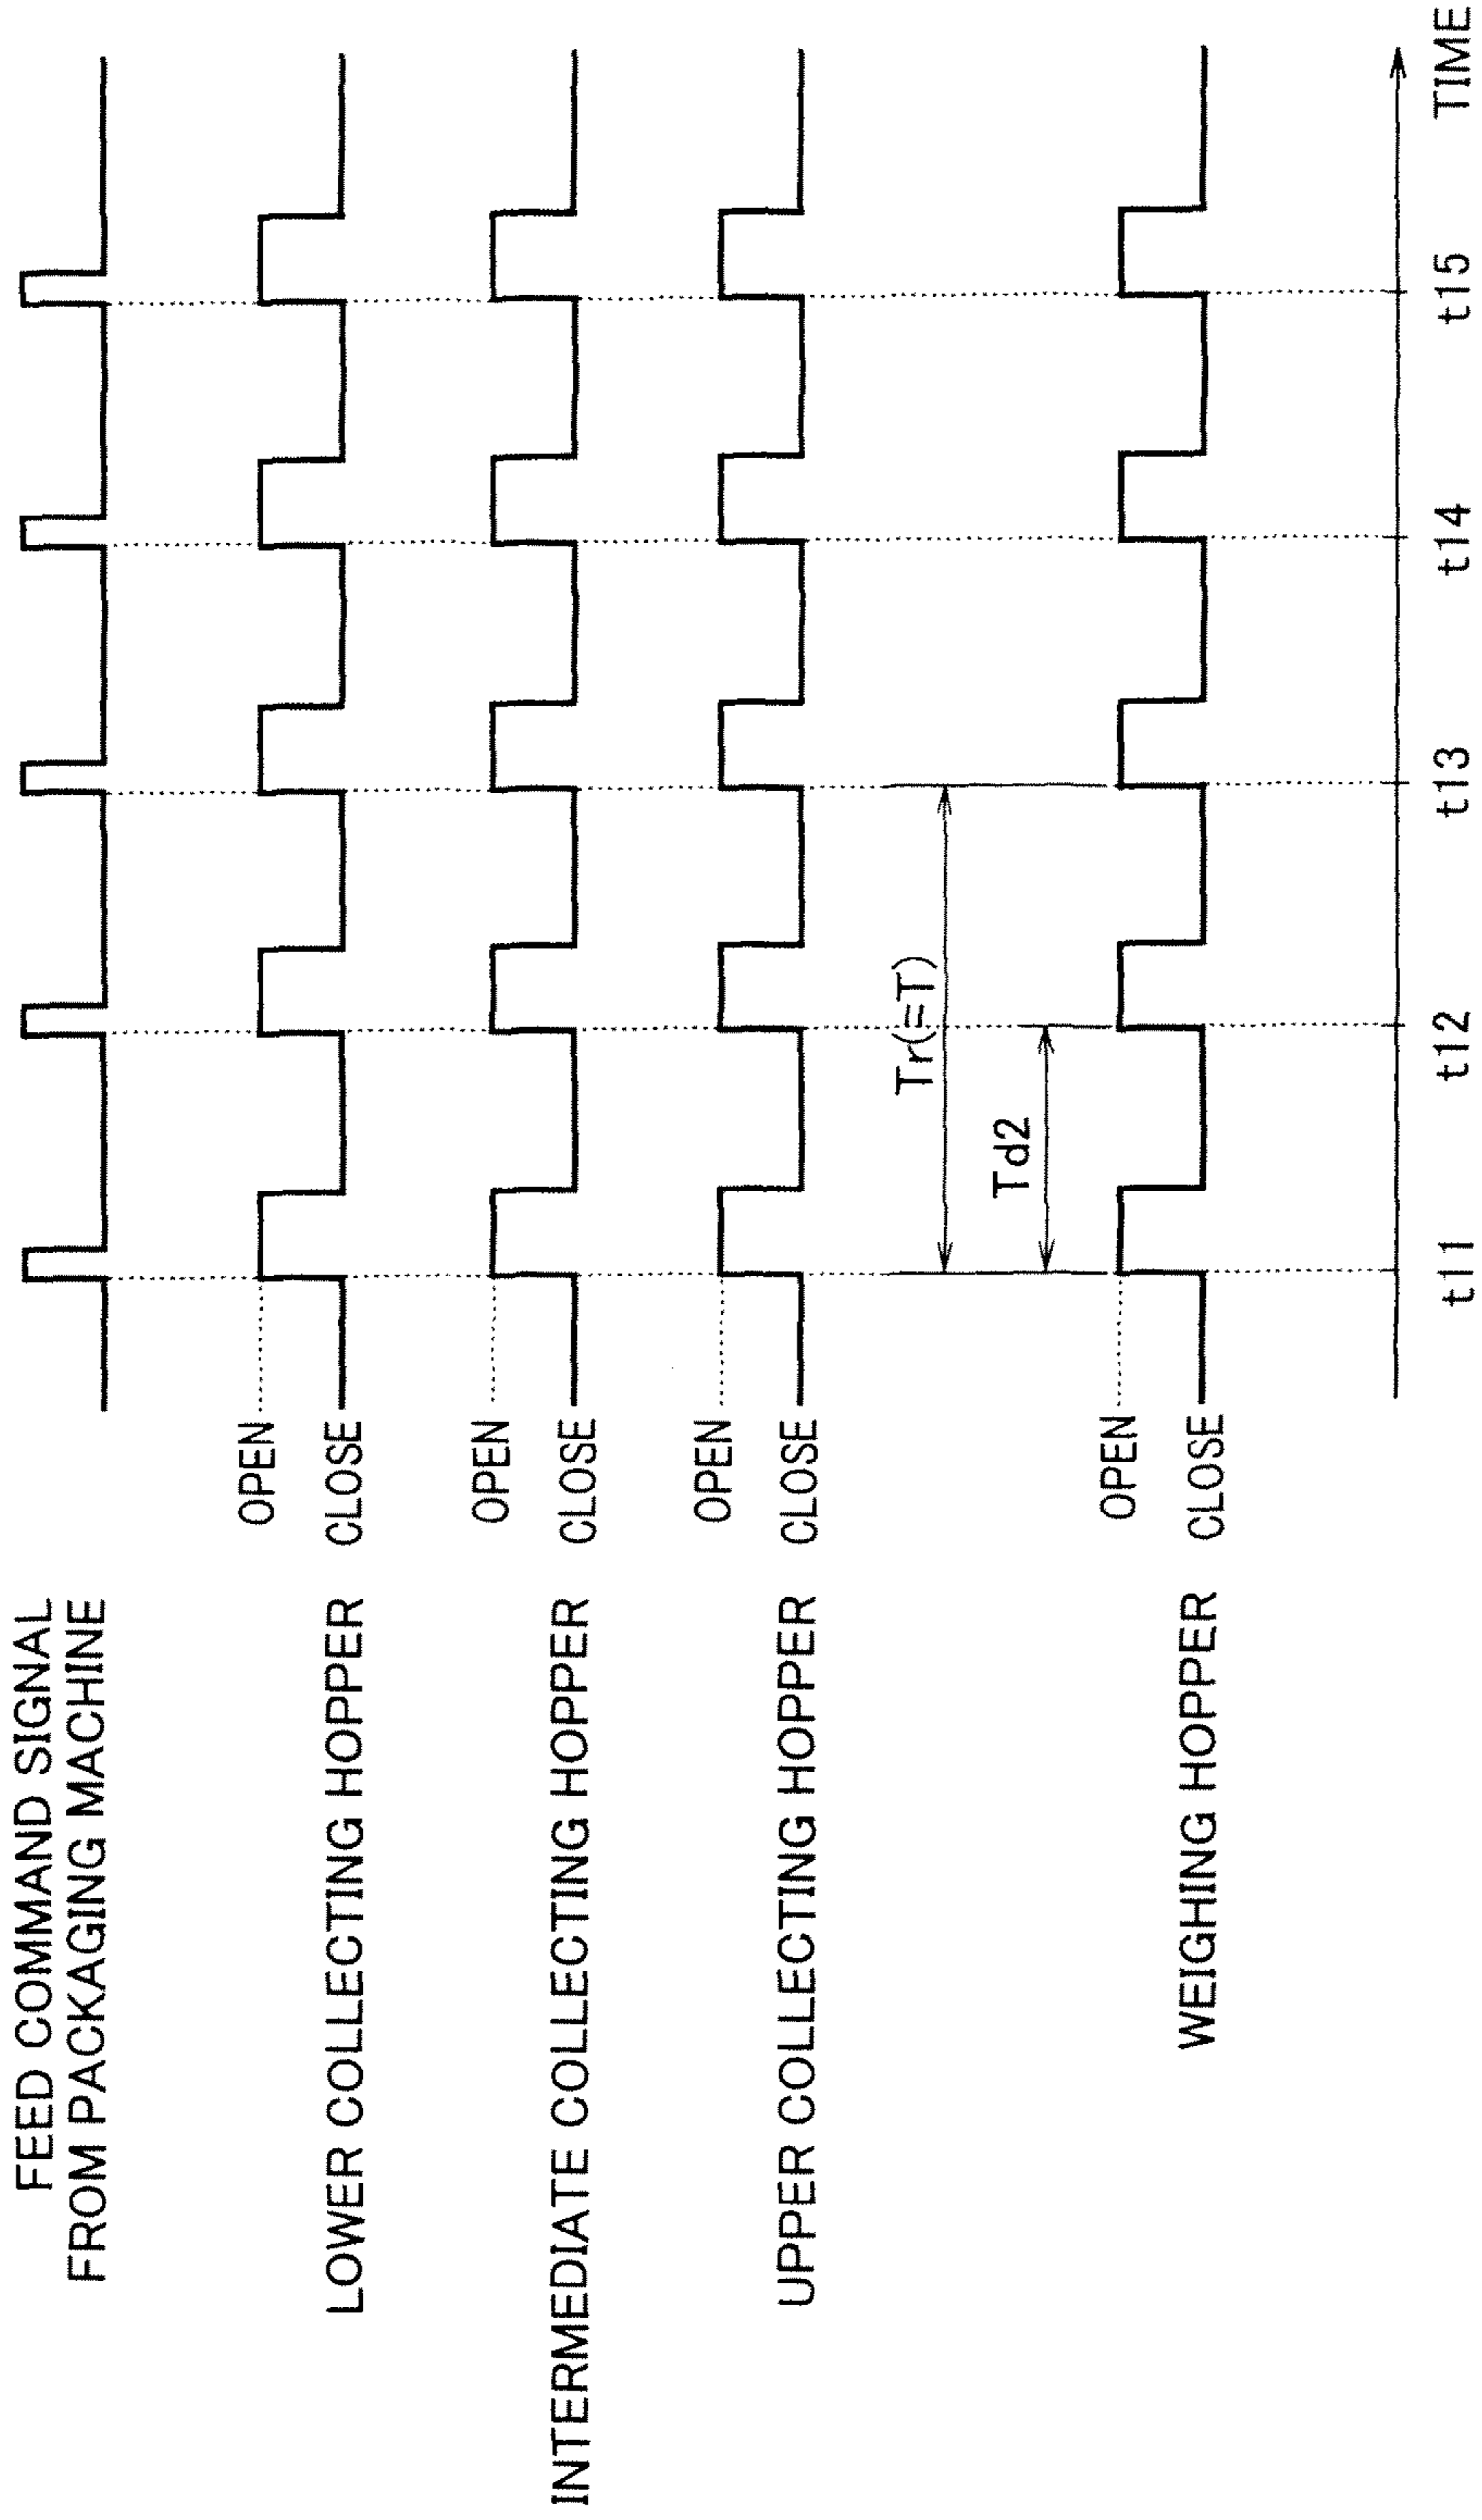 FEED COMMAND SIGNAL
FROM PACKAGING MACHINE
OPEN
LOWER COLLECTING HOPPER CLOSE
OPEN
INTERMEDIATE COLLECTING HOPPER CLOSE
OPEN
UPPER COLLECTING HOPPER CLOSE
Tr(=T)
Td2
OPEN
WEIGHING HOPPER CLOSE
t11 t12 t13 t14 t15 TIME